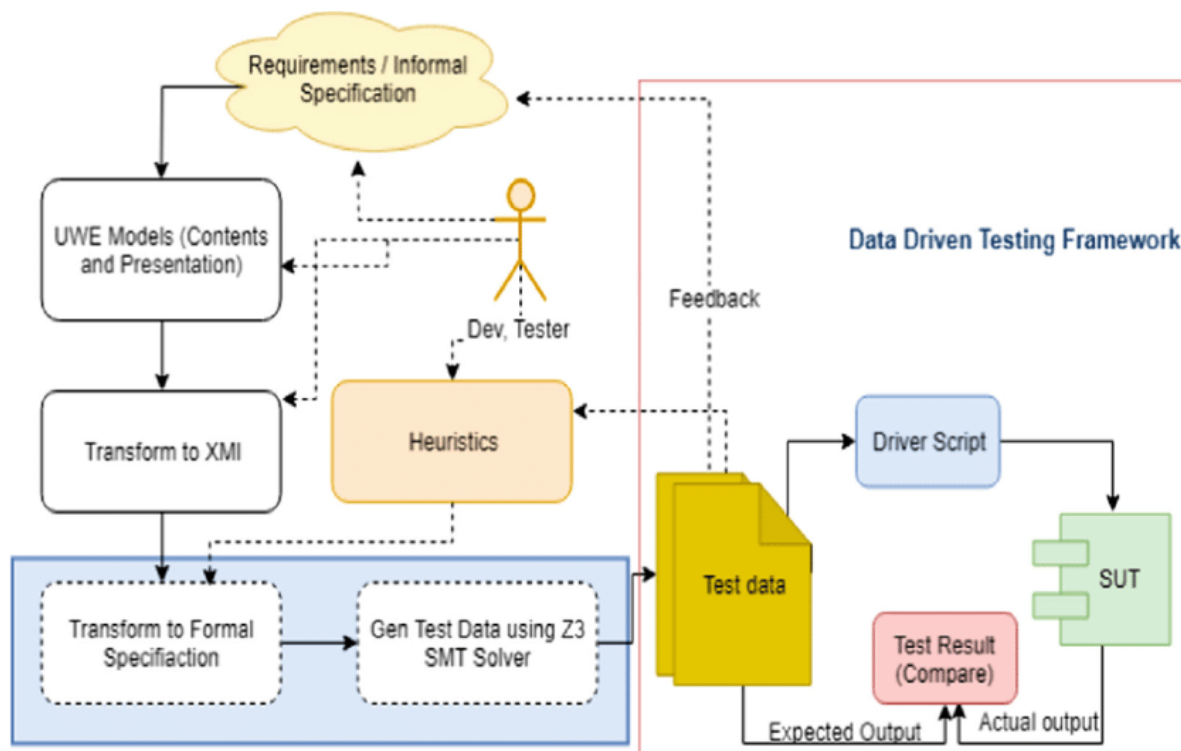 Requirements / Informal
Specification
UWE Models (Contents
and Presentation)
Data Driven Testing Framework
Feedback
Dev, Tester
Transform to XMI
Heuristics
Driver Script
Transform to Formal
Specifiaction
Gen Test Data using Z3
SMT Solver
Test data
SUT
Test Result
(Compare)
Expected Output
Actual output